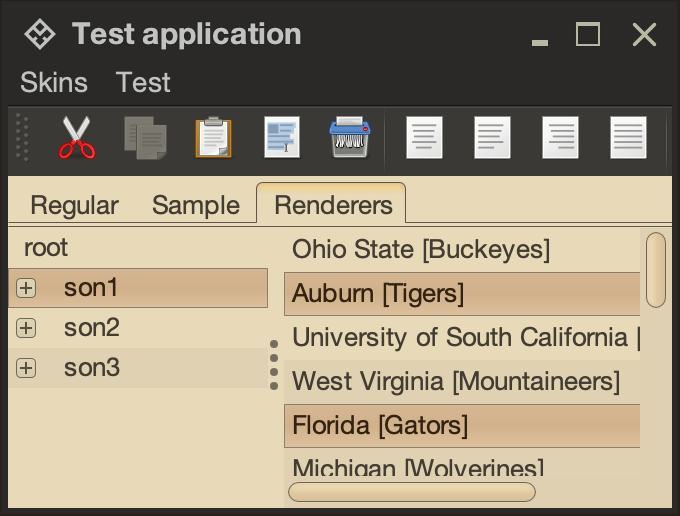 Test application
Skins Test
Regular Sample Renderers
root
son1
son2
son3
Ohio State [Buckeyes]
Auburn [Tigers]
University of South California [
West Virginia [Mountaineers]
Florida [Gators]
Michigan [Wolverines]